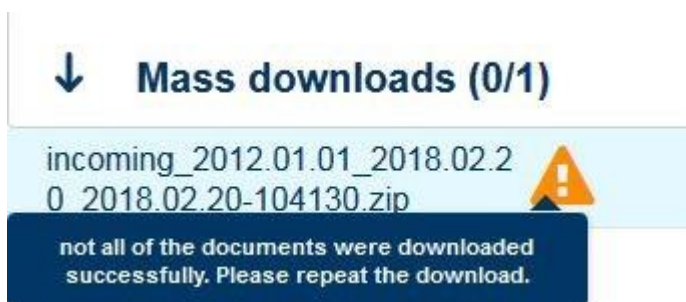 Mass downloads (0/1)
incoming_2012.01.01_2018.02.2
0_2018.02.20-104130.zip
not all of the documents were downloaded
successfully. Please repeat the download.